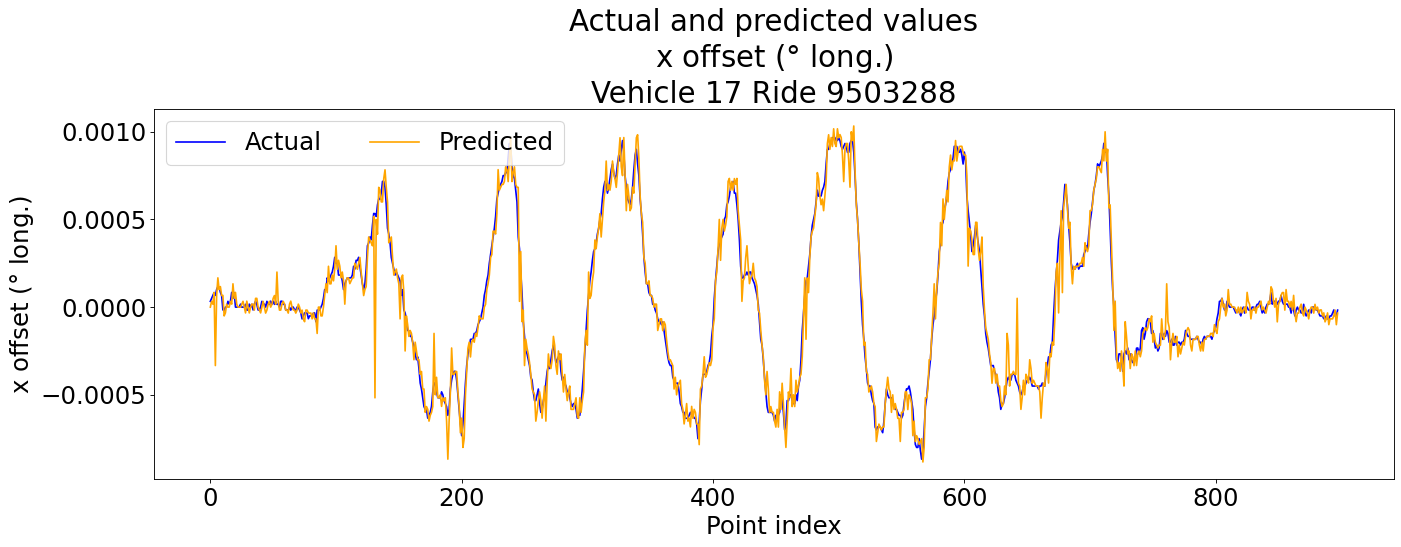 Actual and predicted values
x offset (° long.)
Vehicle 17 Ride 9503288
Actual
Predicted
x offset (° long.)
0.0010
0.0005
0.0000
−0.0005
0
200
400
600
800
Point index